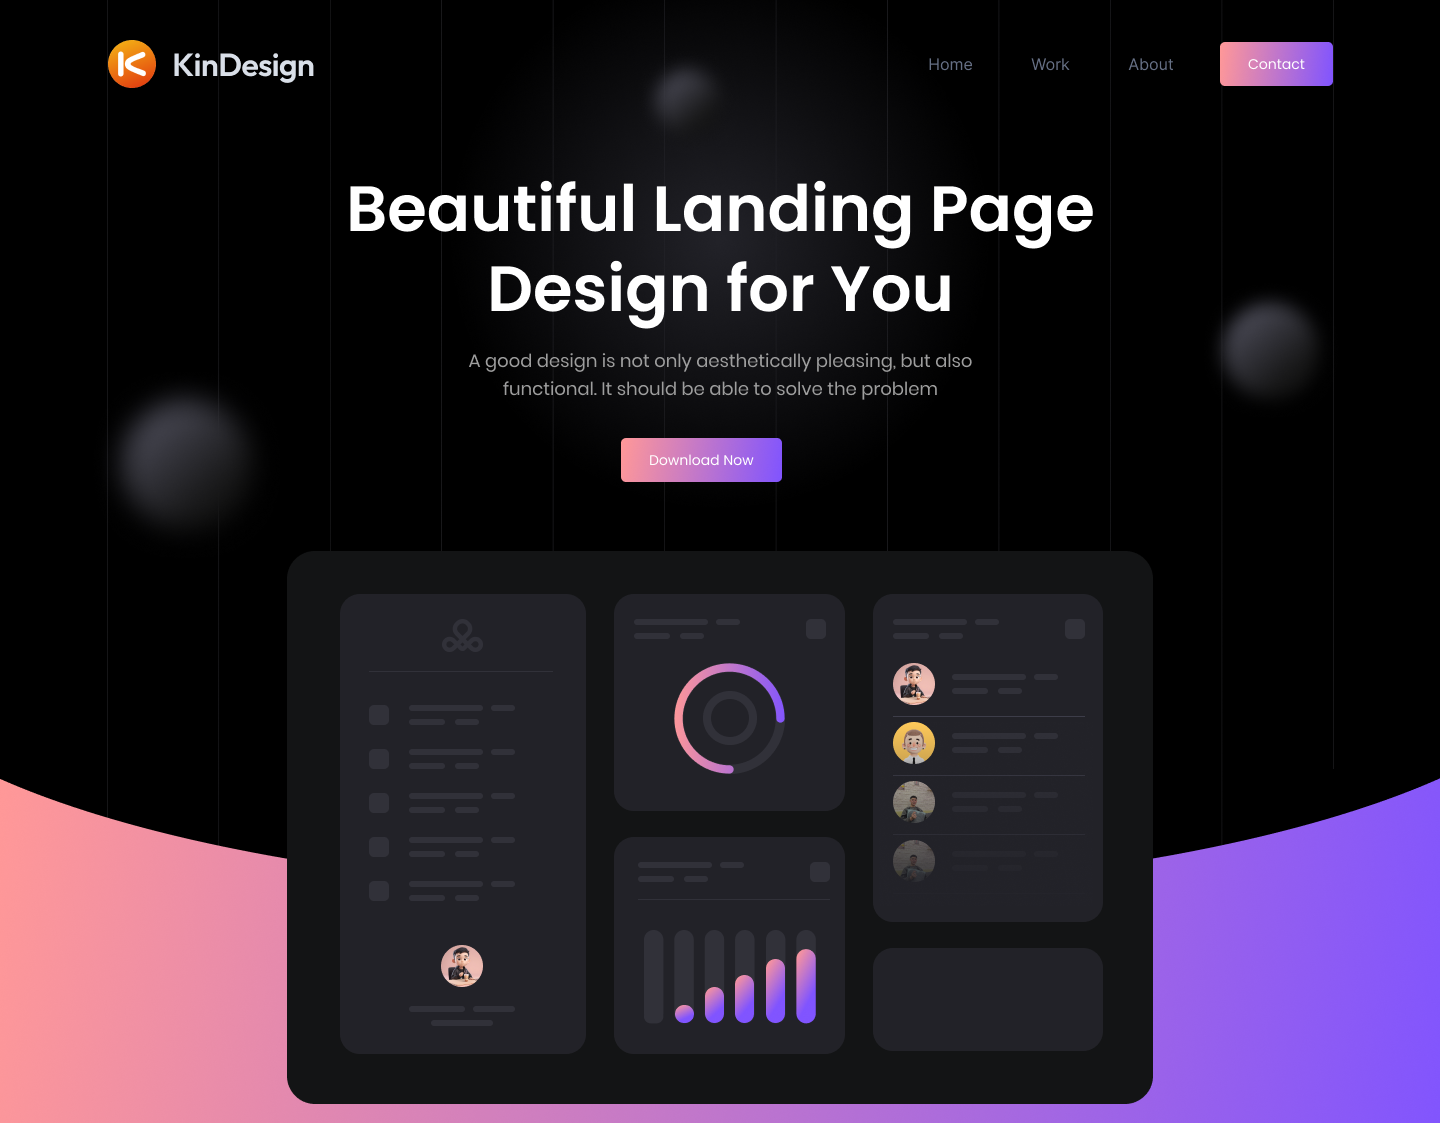 KinDesign
Home
Work
About
Contact
Beautiful Landing Page
Design for You
A good design is not only aesthetically pleasing, but also
functional. It should be able to solve the problem
Download Now